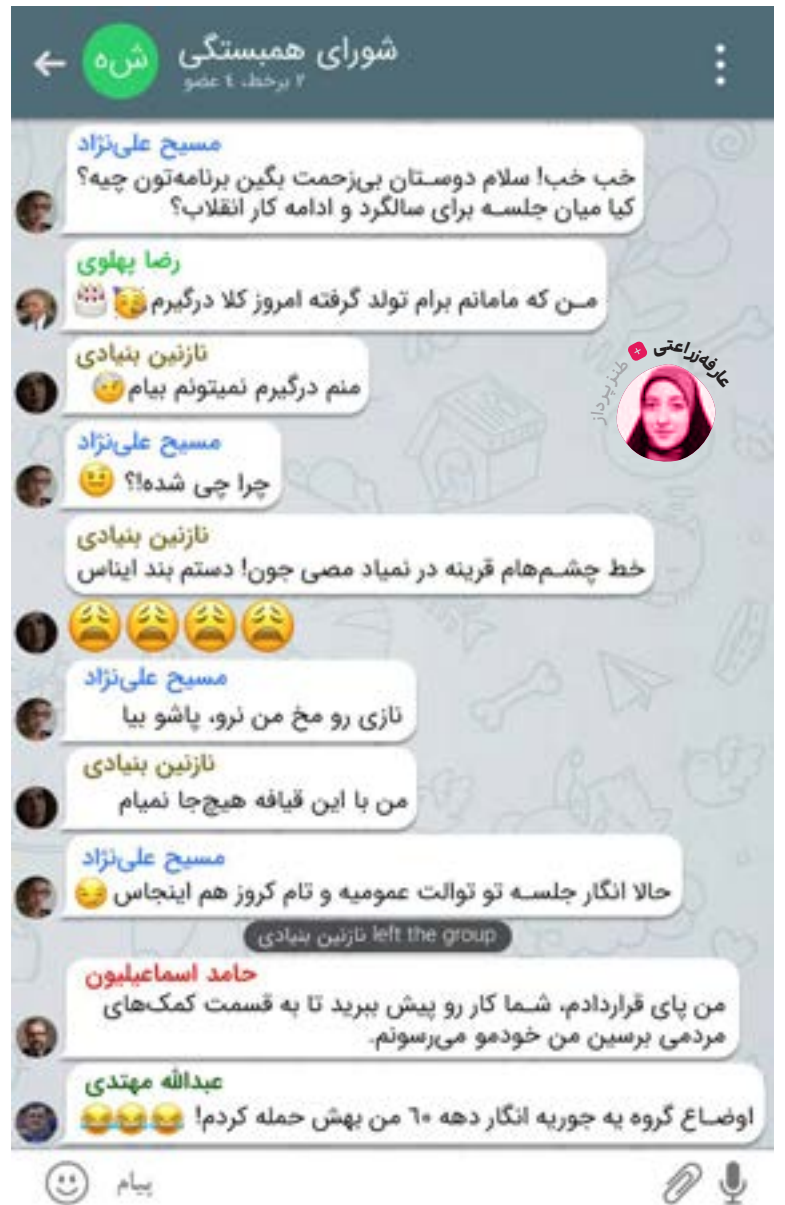 شورای همبستگی
۲ برخط، ٤ عضو
ش‌ه
مسیح علی‌نژاد
خب خب! سلام دوستان بی‌زحمت بگین برنامه‌تون چیه؟
کیا میان جلسه برای سالگرد و ادامه کار انقلاب؟
رضا پهلوی
من که مامانم برام تولد گرفته امروز کلا درگیرم🥳🎂
نازنین بنیادی
منم درگیرم نمیتونم بیام🤕
عارفه‌زراعتی
طنزپرداز
مسیح علی‌نژاد
چرا چی شده!؟ 🤨
نازنین بنیادی
خط چشم‌هام قرینه در نمیاد مصی جون! دستم بند ایناس
😩😩😩😩
مسیح علی‌نژاد
نازی رو مخ من نرو، پاشو بیا
نازنین بنیادی
من با این قیافه هیچ‌جا نمیام
مسیح علی‌نژاد
حالا انگار جلسه تو توالت عمومیه و تام کروز هم اینجاس 😏
نازنین بنیادی left the group
حامد اسماعیلیون
من پای قراردادم، شما کار رو پیش ببرید تا به قسمت کمک‌های
مردمی برسین من خودمو می‌رسونم.
عبدالله مهتدی
اوضاع گروه یه جوریه انگار دهه ٦۰ من بهش حمله کردم! 😂😂😂
پیام